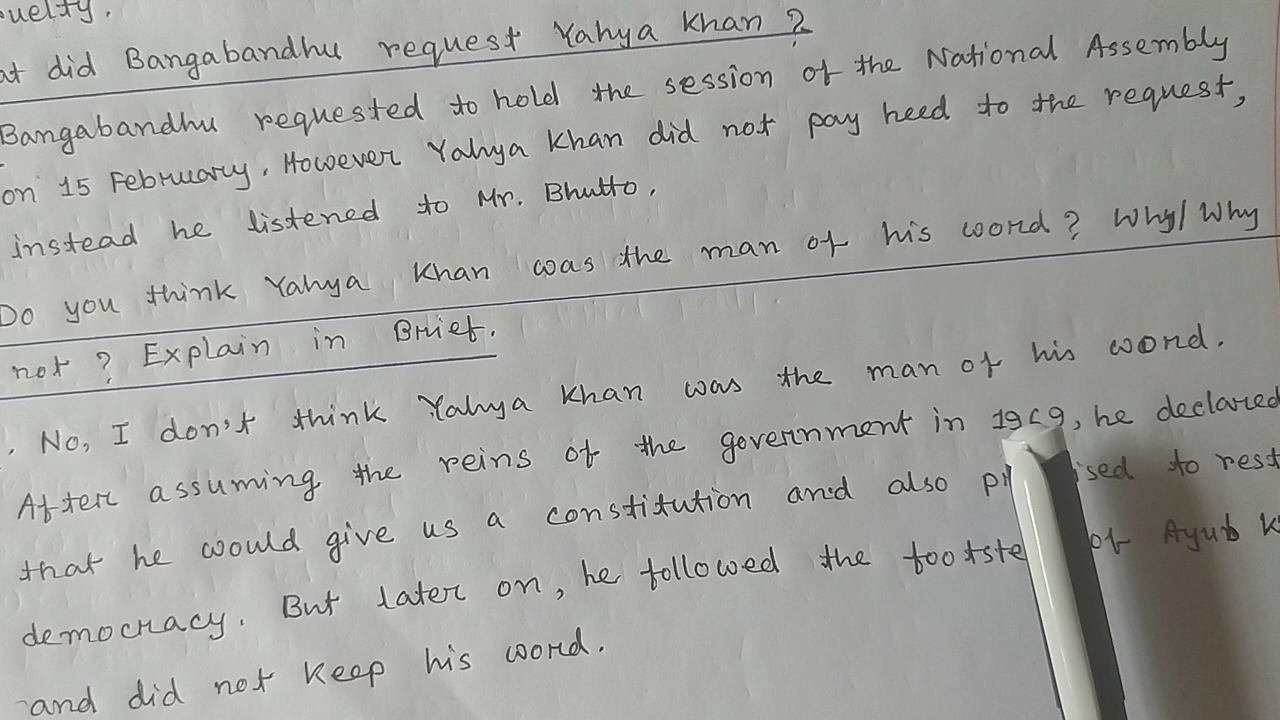 uelty.
at did Bangabandhu request Yahya Khan ?
Bangabandhu requested to hold the session of the National Assembly
on 15 February. However Yahya Khan did not pay heed to the request,
instead he listened to Mr. Bhutto.
Do you think Yahya Khan was the man of his word? Why/Why
not ? Explain in Brief.
. No, I don't think Yahya Khan was the man of his word.
After assuming the reins of the government in 1969, he declared
that he would give us a constitution and also to rest
democracy. But later on, he followed the footste of Ayub K
and did not keep his word.